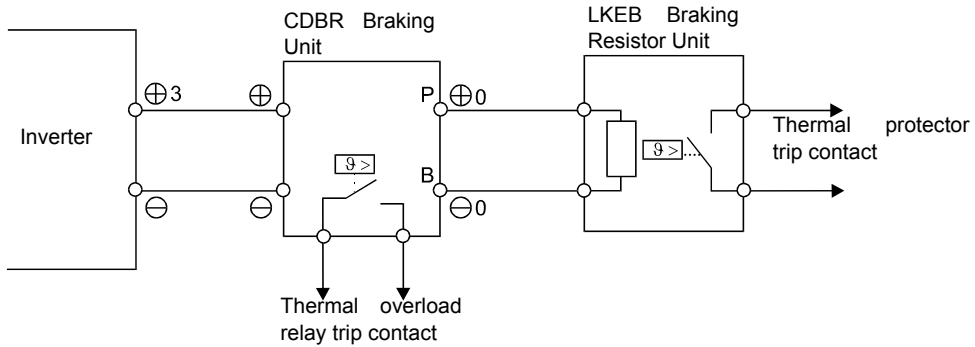 CDBR Braking
Unit
LKEB Braking
Resistor Unit
⊕3
⊕
P
⊕0
Inverter
Thermal protector
trip contact
ϑ >
ϑ >
B
⊖
⊖
⊖0
Thermal overload
relay trip contact